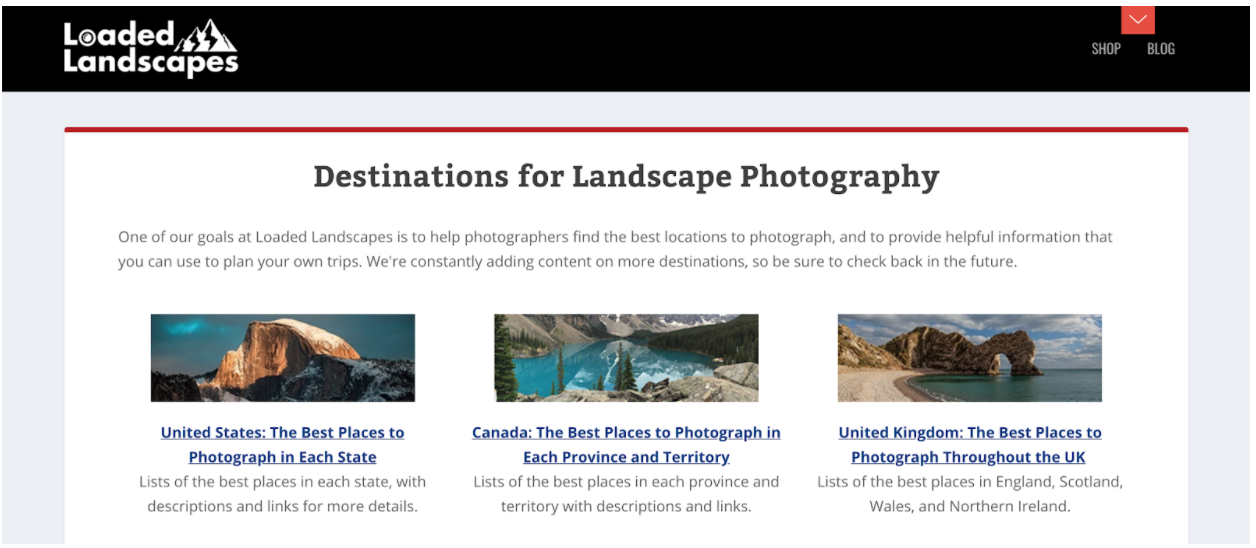 Loaded
Landscapes
SHOP BLOG
Destinations for Landscape Photography
One of our goals at Loaded Landscapes is to help photographers find the best locations to photograph, and to provide helpful information that
you can use to plan your own trips. We're constantly adding content on more destinations, so be sure to check back in the future.
United States: The Best Places to
Photograph in Each State
Lists of the best places in each state, with
descriptions and links for more details.
Canada: The Best Places to Photograph in
Each Province and Territory
Lists of the best places in each province and
territory with descriptions and links.
United Kingdom: The Best Places to
Photograph Throughout the UK
Lists of the best places in England, Scotland,
Wales, and Northern Ireland.